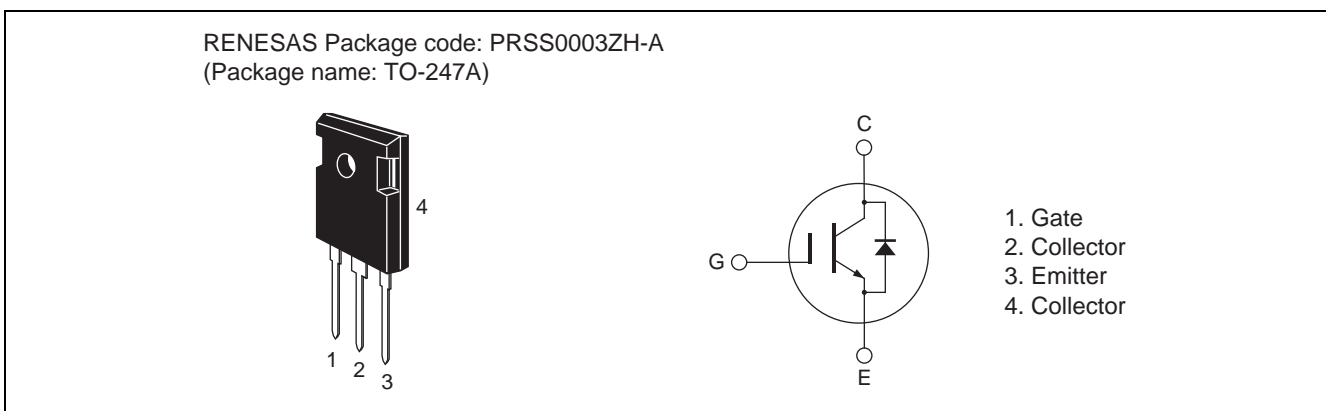 RENESAS Package code: PRSS0003ZH-A
(Package name: TO-247A)
4
1
2
3
C
G
E
1. Gate
2. Collector
3. Emitter
4. Collector